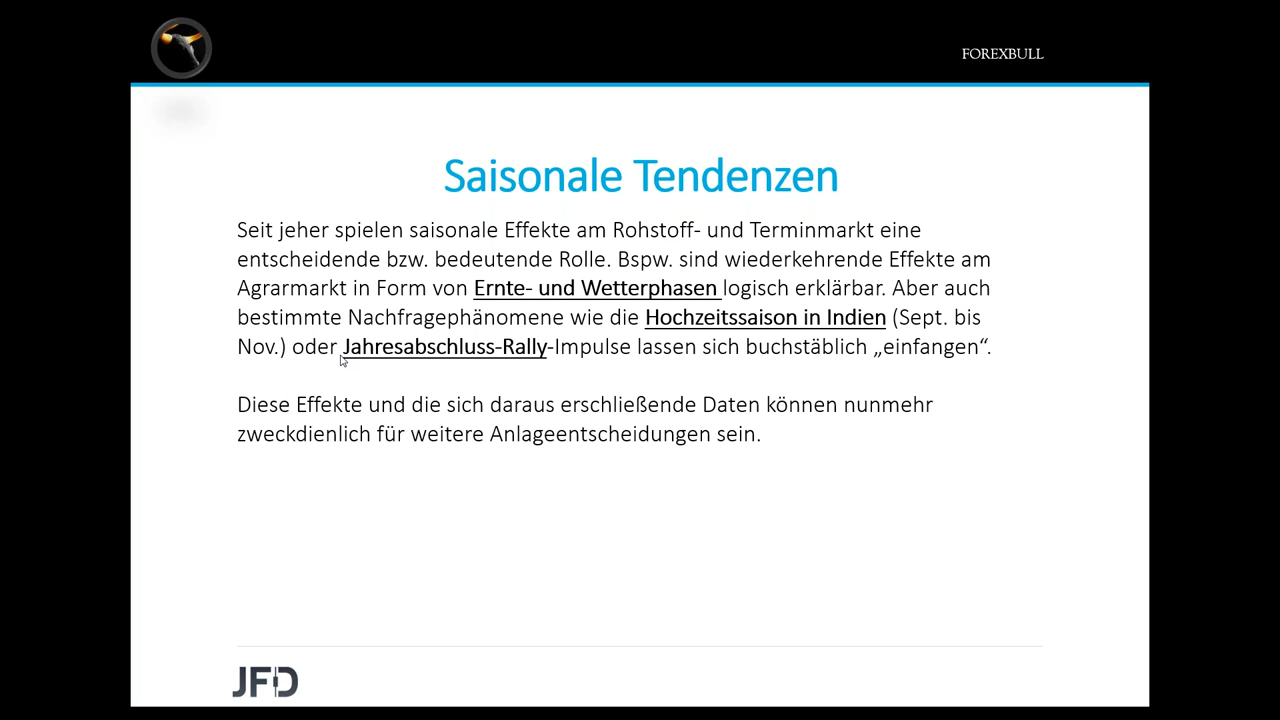 FOREXBULL
Saisonale Tendenzen
Seit jeher spielen saisonale Effekte am Rohstoff- und Terminmarkt eine
entscheidende bzw. bedeutende Rolle. Bspw. sind wiederkehrende Effekte am
Agrarmarkt in Form von Ernte- und Wetterphasen logisch erklärbar. Aber auch
bestimmte Nachfragephänomene wie die Hochzeitssaison in Indien (Sept. bis
Nov.) oder Jahresabschluss-Rally-Impulse lassen sich buchstäblich „einfangen“.
Diese Effekte und die sich daraus erschließende Daten können nunmehr
zweckdienlich für weitere Anlageentscheidungen sein.
JFD